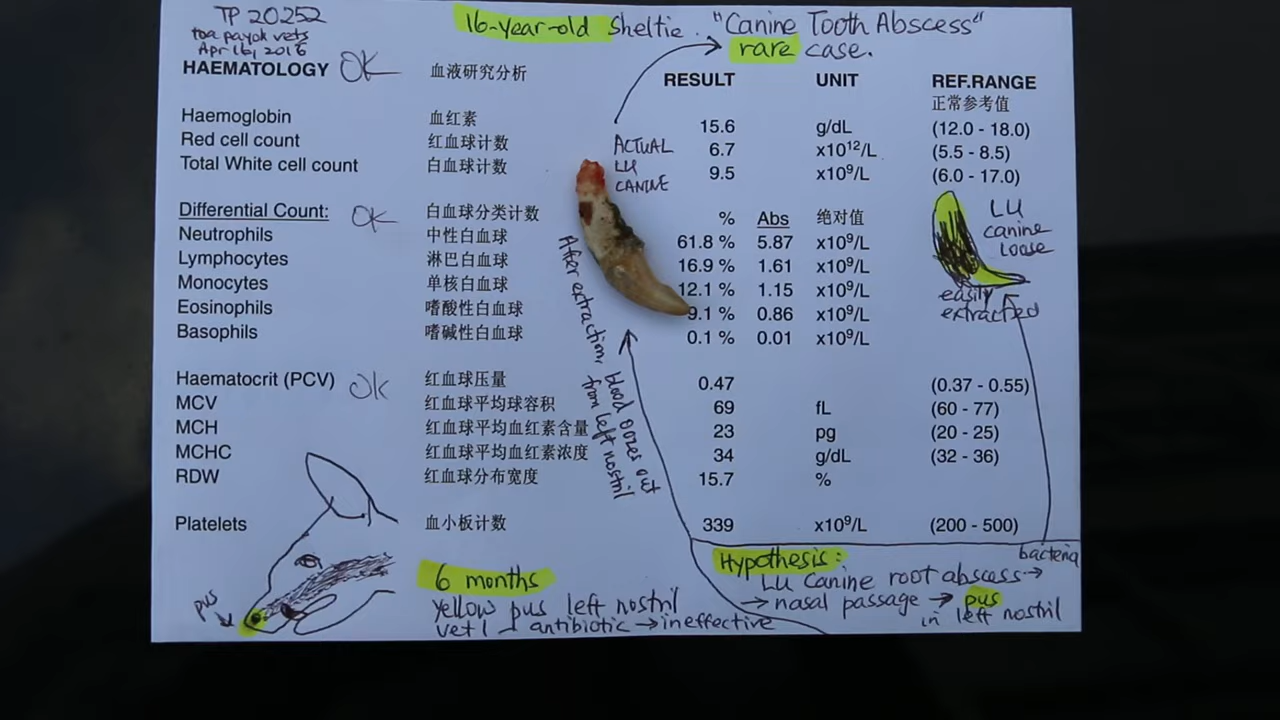 TP 20252
toa payoh vets
Apr 16, 2016
16-year-old Sheltie. "Canine Tooth Abscess"
rare case.
HAEMATOLOGY OK 血液研究分析 RESULT UNIT REF.RANGE
正常参考值
Haemoglobin 血红素 15.6 g/dL (12.0 - 18.0)
Red cell count 红血球计数 6.7 x10¹²/L (5.5 - 8.5)
Total White cell count 白血球计数 9.5 x10⁹/L (6.0 - 17.0)
ACTUAL
LU
CANINE
Differential Count: OK 白血球分类计数 % Abs 绝对值
Neutrophils 中性白血球 61.8 % 5.87 x10⁹/L
Lymphocytes 淋巴白血球 16.9 % 1.61 x10⁹/L
Monocytes 单核白血球 12.1 % 1.15 x10⁹/L
Eosinophils 嗜酸性白血球 9.1 % 0.86 x10⁹/L
Basophils 嗜碱性白血球 0.1 % 0.01 x10⁹/L
LU
canine
loose
easily
extracted
After extraction, blood oozes out
from left nostril
Haematocrit (PCV) OK 红血球压量 0.47 (0.37 - 0.55)
MCV 红血球平均球容积 69 fL (60 - 77)
MCH 红血球平均血红素含量 23 pg (20 - 25)
MCHC 红血球平均血红素浓度 34 g/dL (32 - 36)
RDW 红血球分布宽度 15.7 %
Platelets 血小板计数 339 x10⁹/L (200 - 500)
pus
6 months
yellow pus left nostril
vet 1 → antibiotic → ineffective
Hypothesis: bacteria
LU Canine root abscess →
→ nasal passage → pus
in left nostril